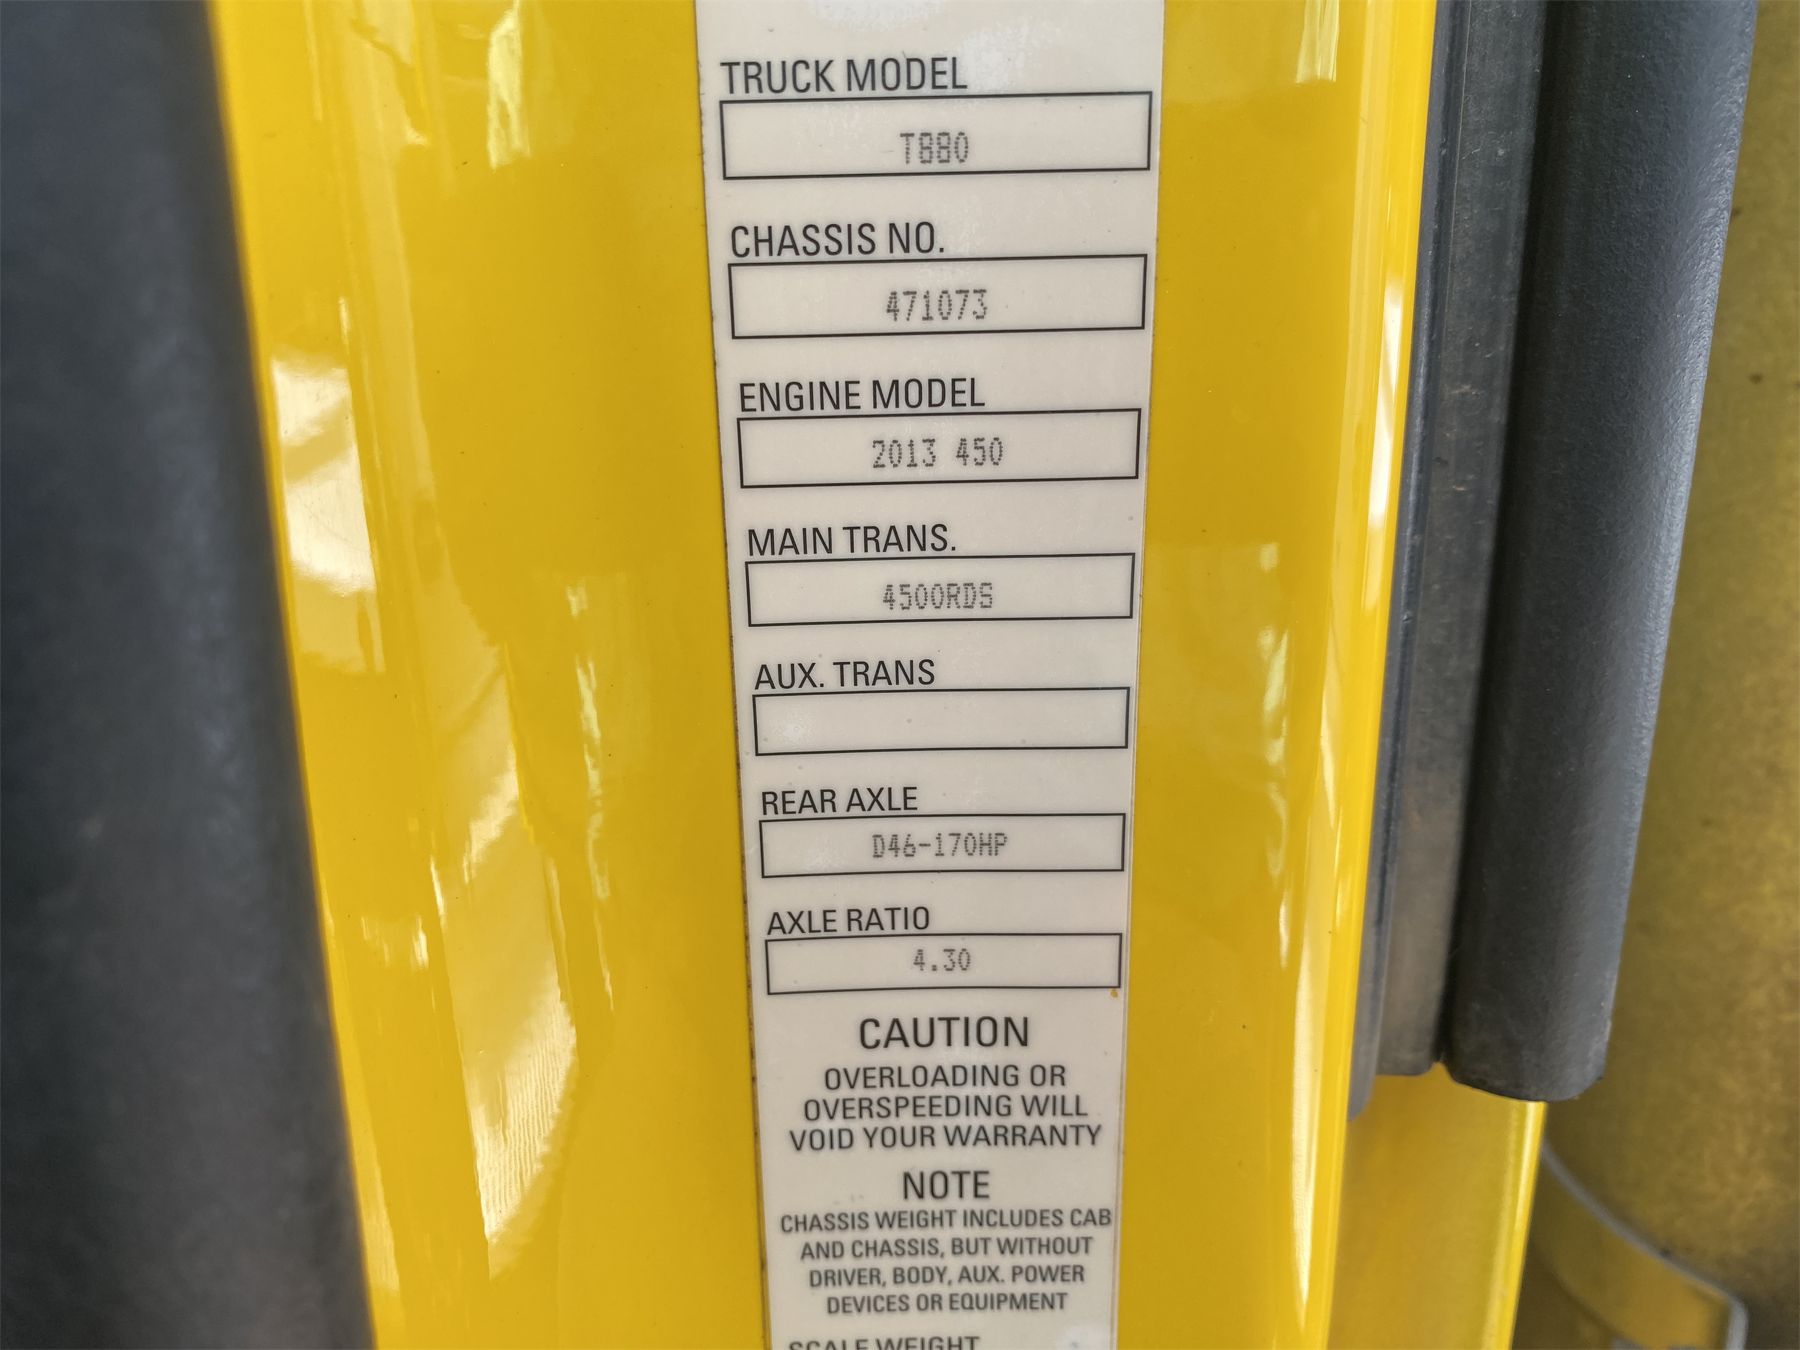 TRUCK MODEL
T880
CHASSIS NO.
471073
ENGINE MODEL
2013 450
MAIN TRANS.
4500RDS
AUX. TRANS
REAR AXLE
D46-170HP
AXLE RATIO
4.30
CAUTION
OVERLOADING OR
OVERSPEEDING WILL
VOID YOUR WARRANTY
NOTE
CHASSIS WEIGHT INCLUDES CAB
AND CHASSIS, BUT WITHOUT
DRIVER, BODY, AUX. POWER
DEVICES OR EQUIPMENT
SCALE WEIGHT